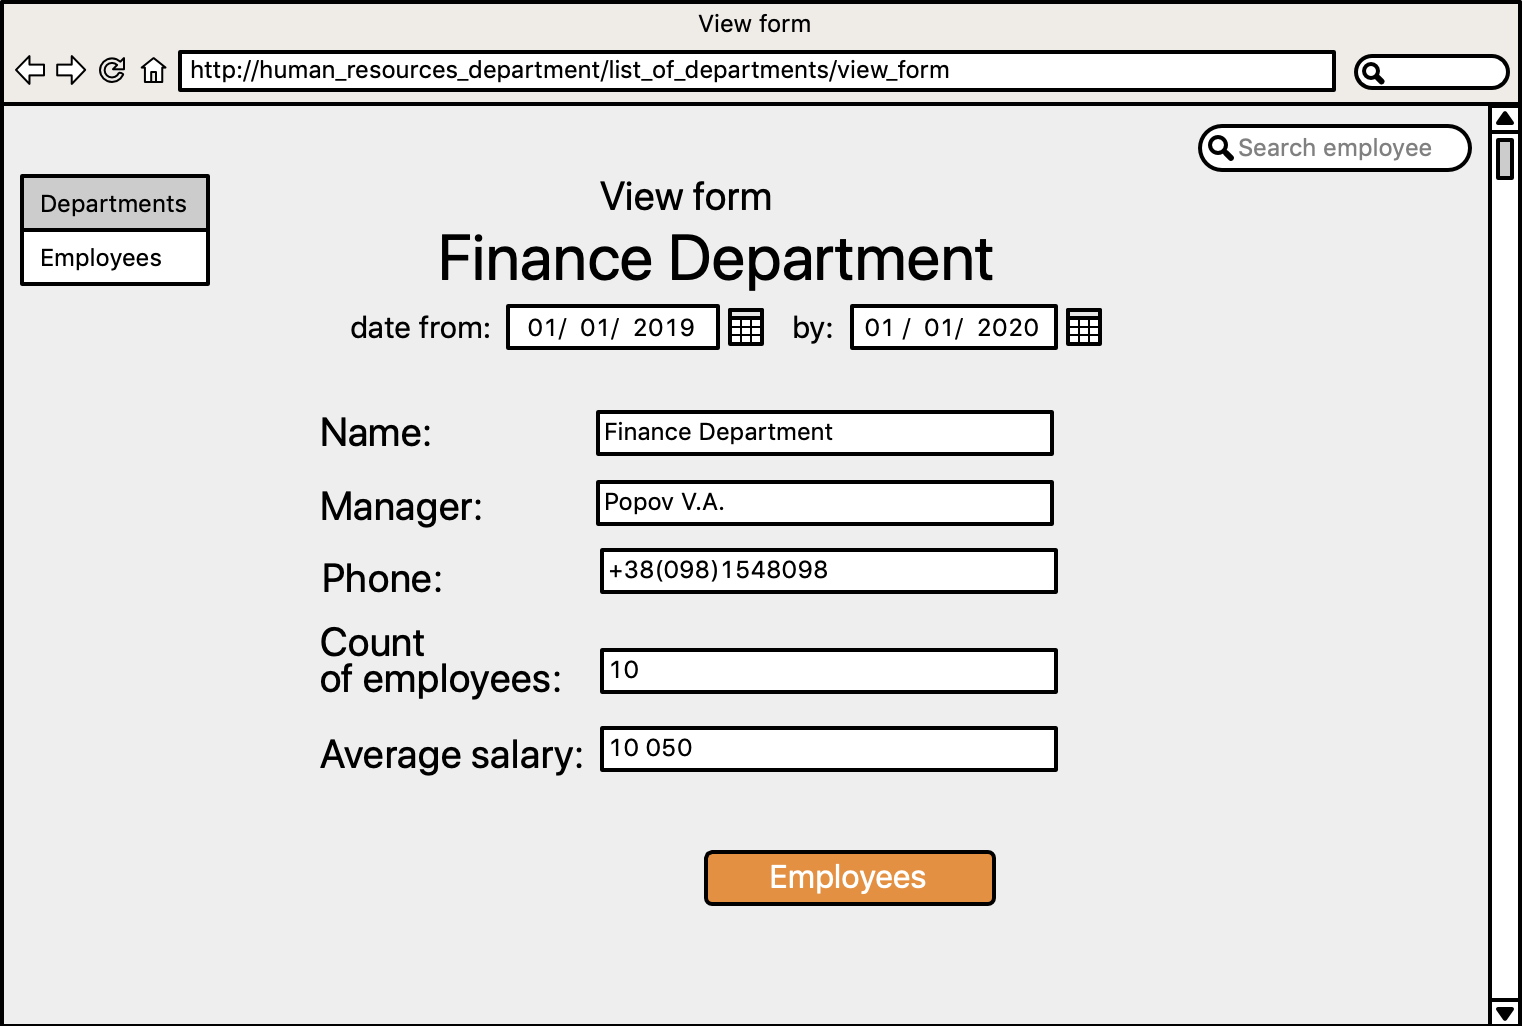 View form
http://human_resources_department/list_of_departments/view_form
Search employee
Departments
Employees
View form
Finance Department
date from: 01/ 01/ 2019 by: 01 / 01/ 2020
Name: Finance Department
Manager: Popov V.A.
Phone: +38(098)1548098
Count
of employees: 10
Average salary: 10 050
Employees